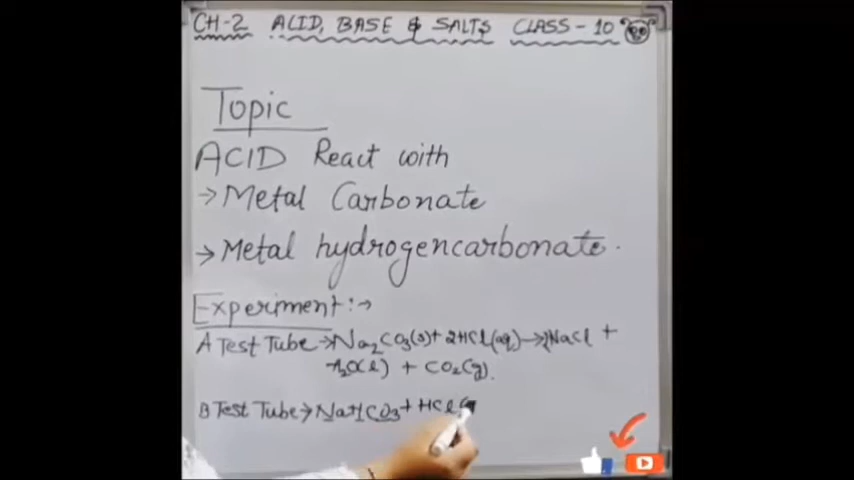 CH-2 ACID, BASE & SALTS CLASS-10
Topic
ACID React with
→ Metal Carbonate
→ Metal hydrogencarbonate.
Experiment:→
A Test Tube → Na₂CO₃(s) + 2HCl(aq) → 2NaCl +
H₂O(l) + CO₂(g).
B Test Tube → NaHCO₃ + HCl